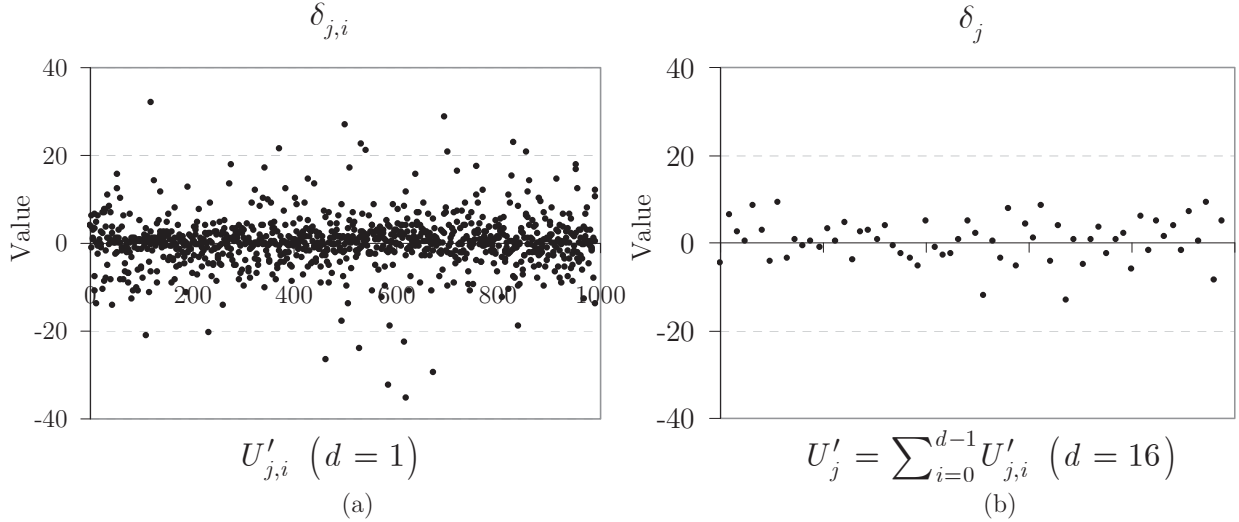 δ_{j,i}
40
20
0
-20
-40
Value
0 200 400 600 800 1000
U'_{j,i} (d = 1)
(a)
δ_j
40
20
0
-20
-40
Value
U'_j = ∑_{i=0}^{d-1} U'_{j,i} (d = 16)
(b)